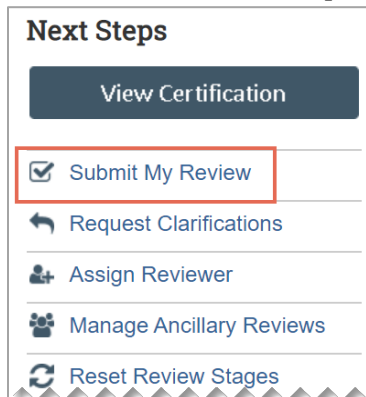 Next Steps
View Certification
Submit My Review
Request Clarifications
Assign Reviewer
Manage Ancillary Reviews
Reset Review Stages